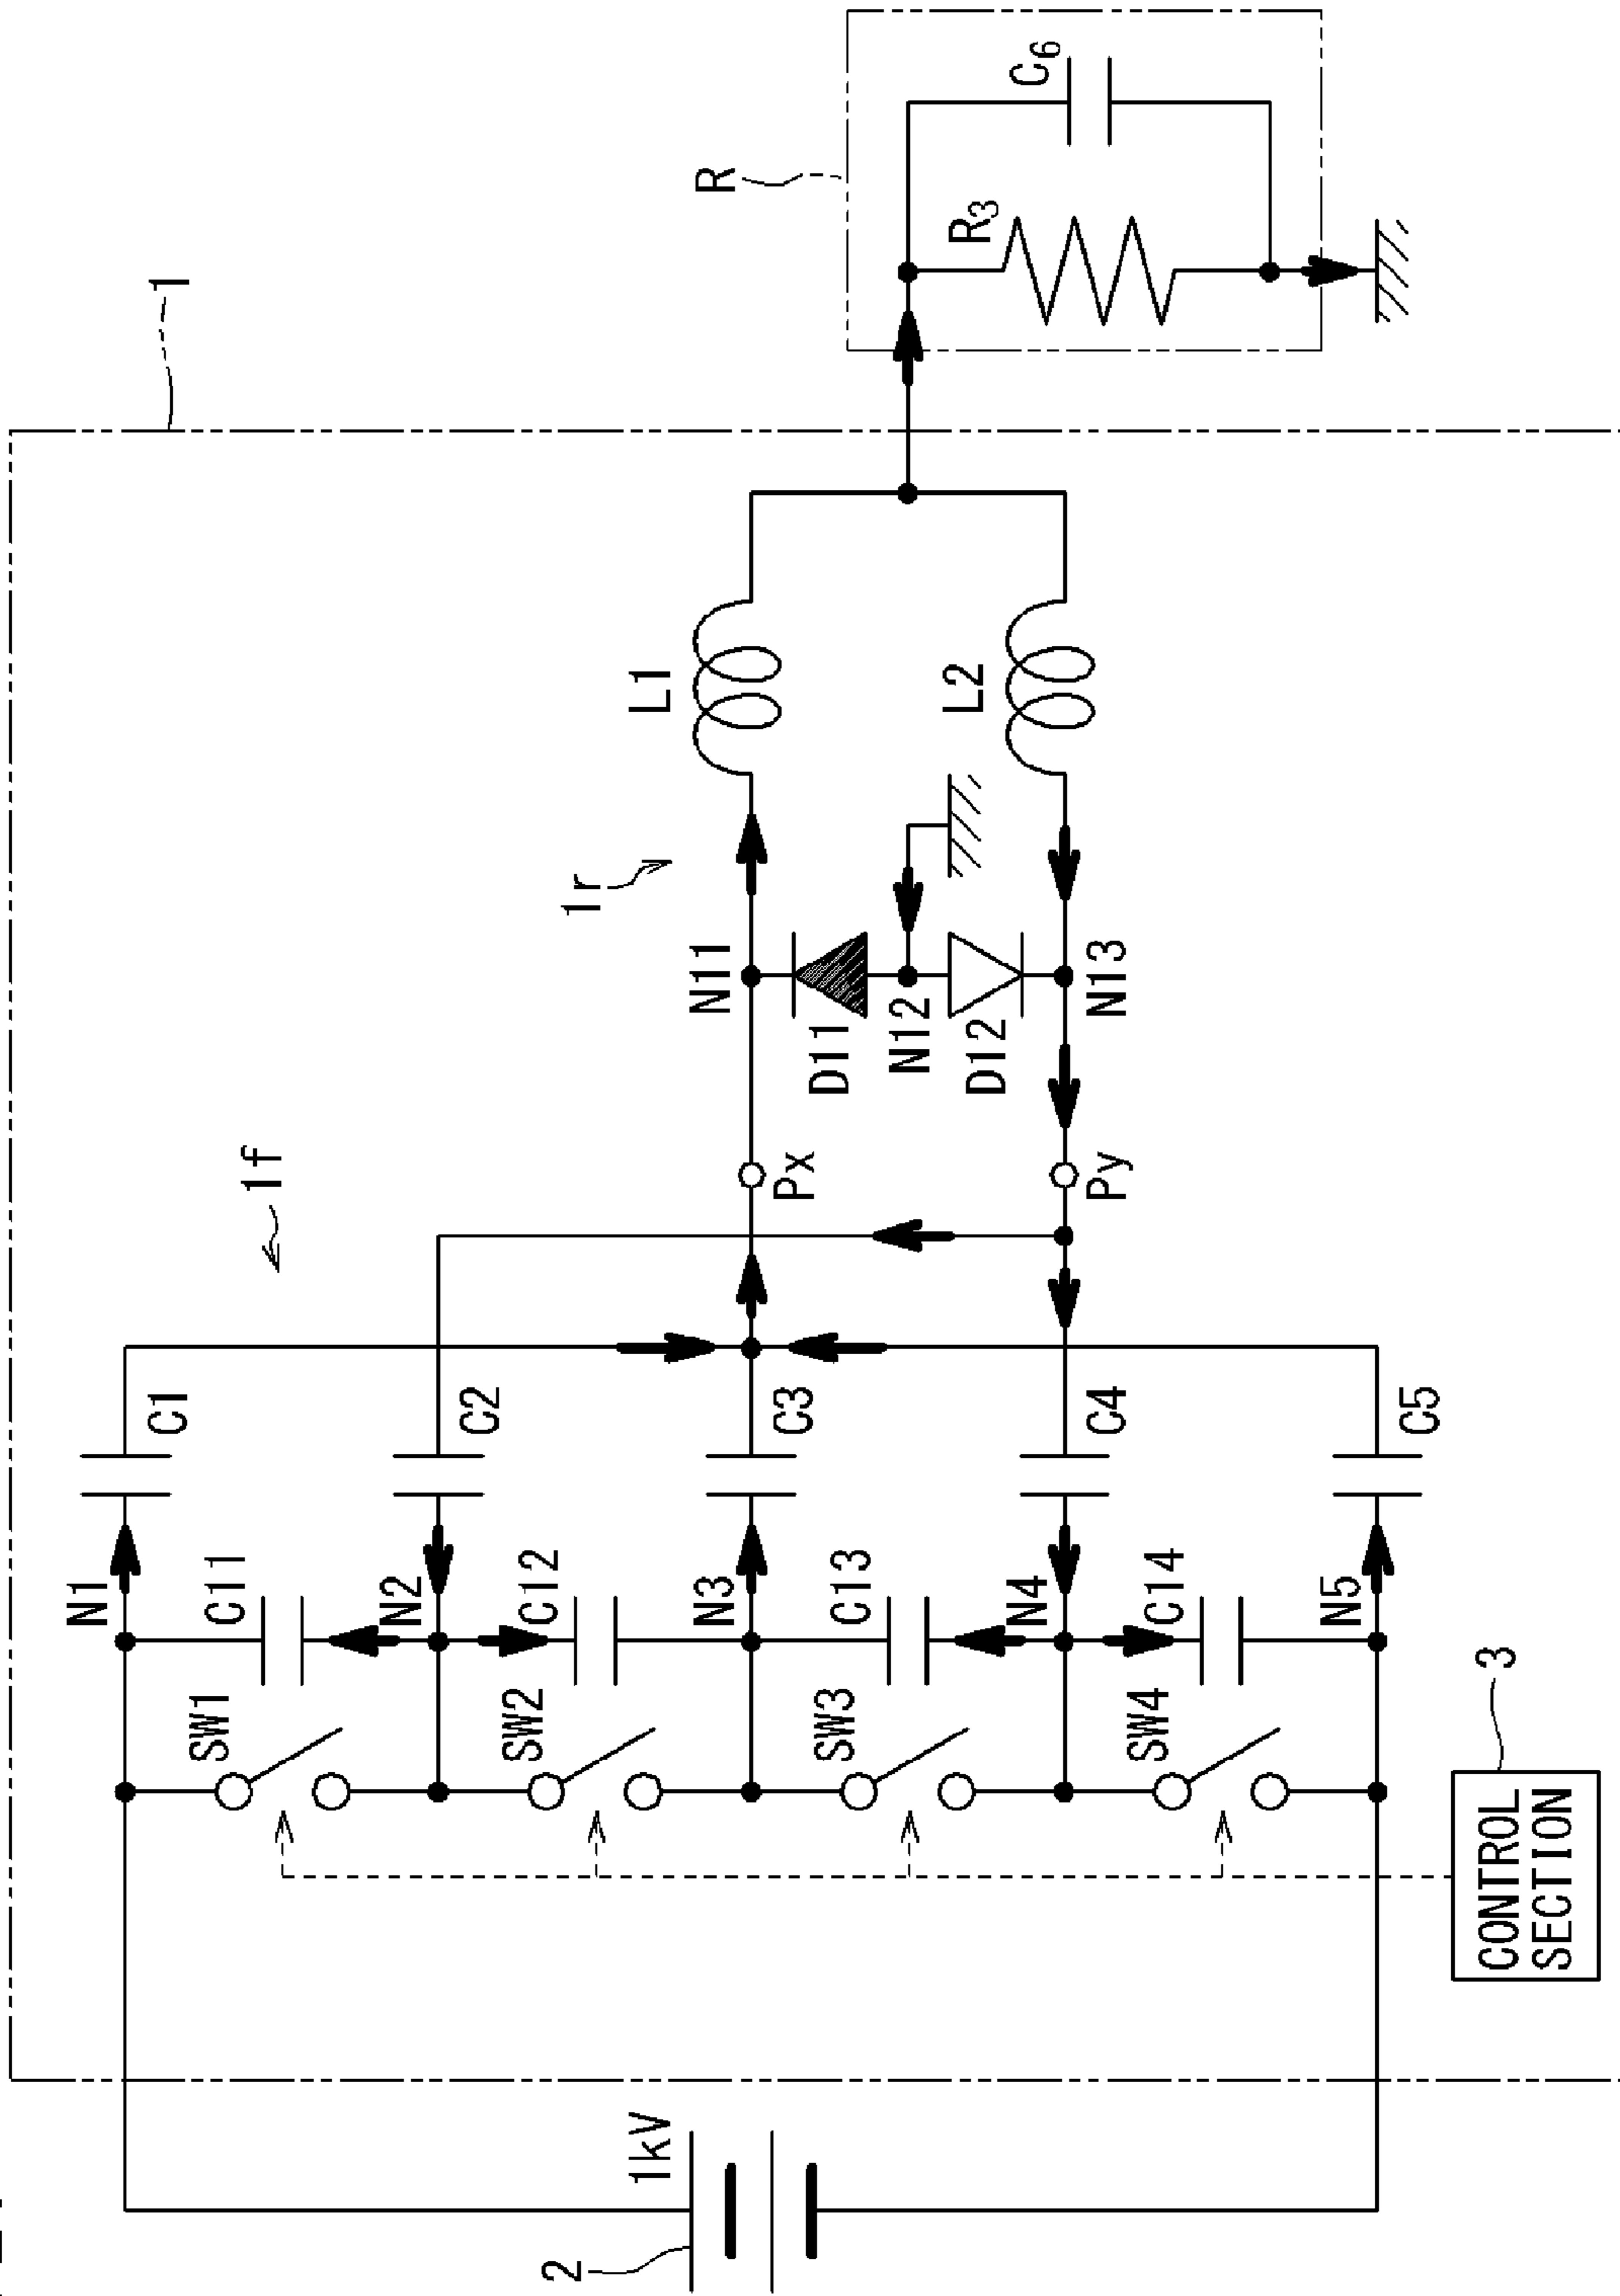 1
1f
N1
C1
SW1
C11
N2
C2
SW2
C12
1r
L1
R
R3
C6
2
1kV
N3
C3
Px
N11
D11
SW3
C13
N12
D12
L2
N4
C4
Py
N13
SW4
C14
N5
C5
3
CONTROL
SECTION